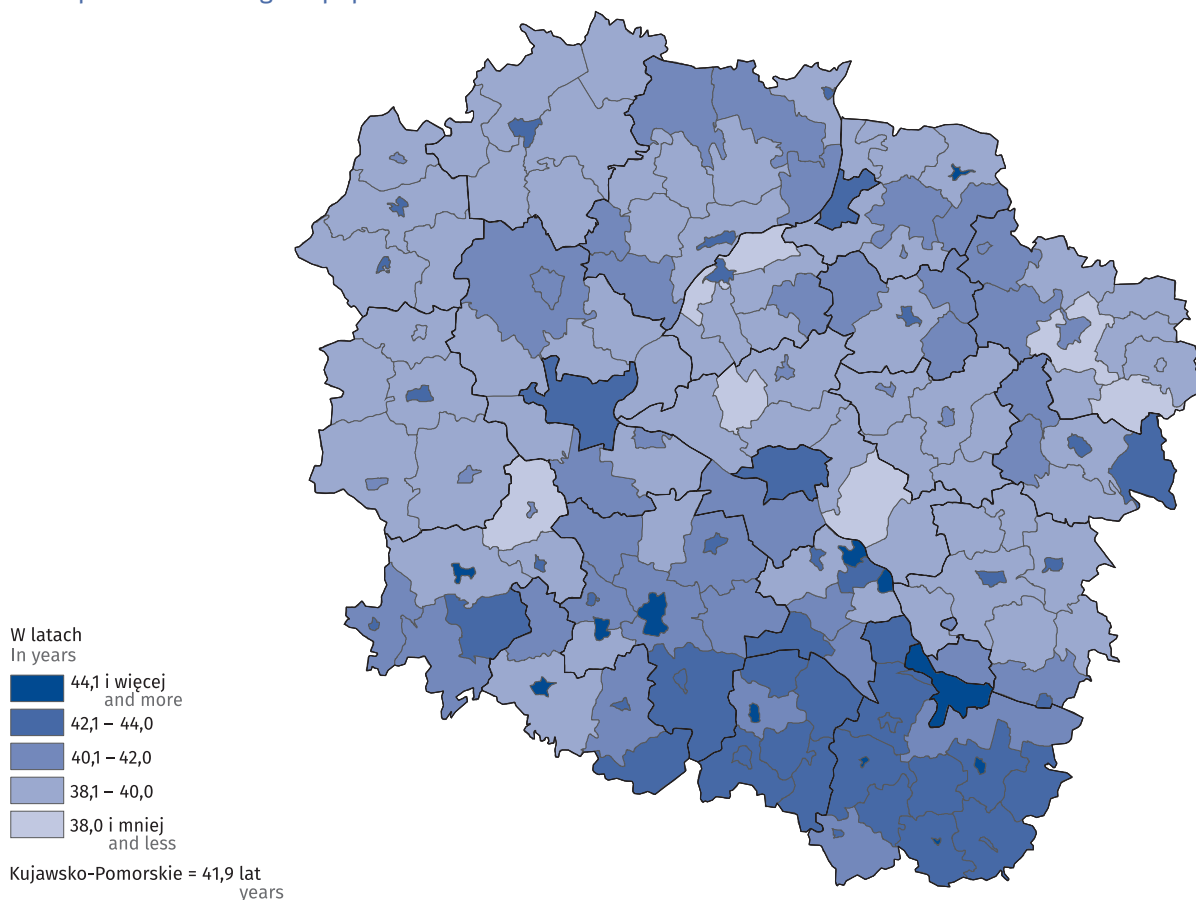 W latach
In years
44,1 i więcej
and more
42,1 – 44,0
40,1 – 42,0
38,1 – 40,0
38,0 i mniej
and less
Kujawsko-Pomorskie = 41,9 lat
years